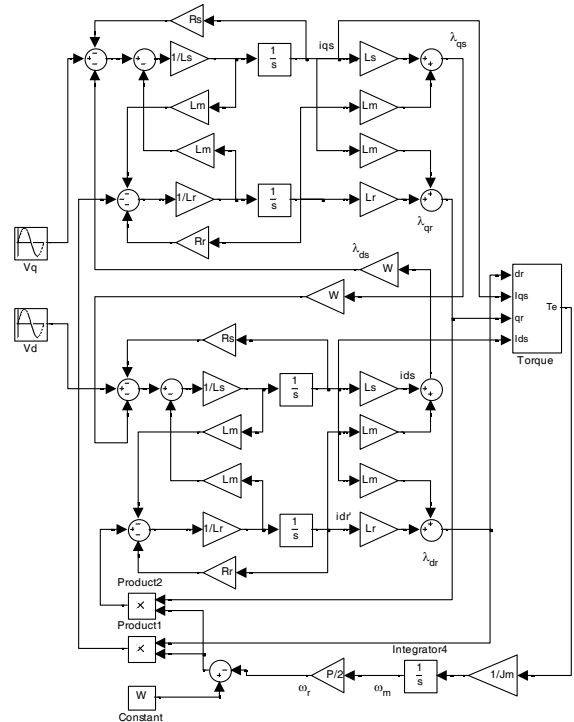 Rs
iqs
λqs
1/Ls
1
s
Ls
Lm
Lm
Lm
Lm
1/Lr
1
s
Lr
λqr
Rr
λds
Vq
W
W
dr
Iqs
qr
Ids
Te
Torque
Vd
Rs
ids
1/Ls
1
s
Ls
Lm
Lm
Lm
Lm
idr'
1/Lr
1
s
Lr
λdr
Rr
Product2
Product1
Integrator4
P/2
1
s
1/Jm
ωr
ωm
W
Constant